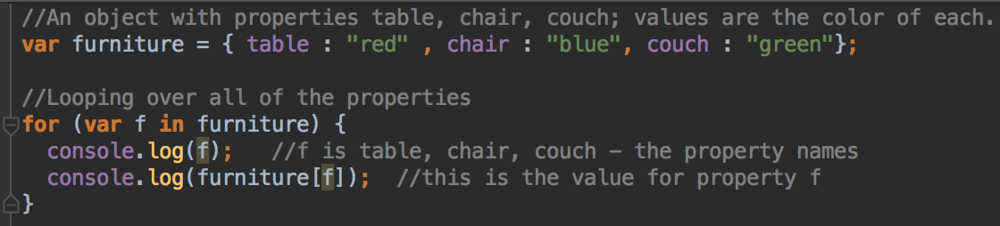 //An object with properties table, chair, couch; values are the color of each.
var furniture = { table : "red" , chair : "blue", couch : "green"};
//Looping over all of the properties
for (var f in furniture) {
console.log(f);   //f is table, chair, couch – the property names
console.log(furniture[f]);  //this is the value for property f
}